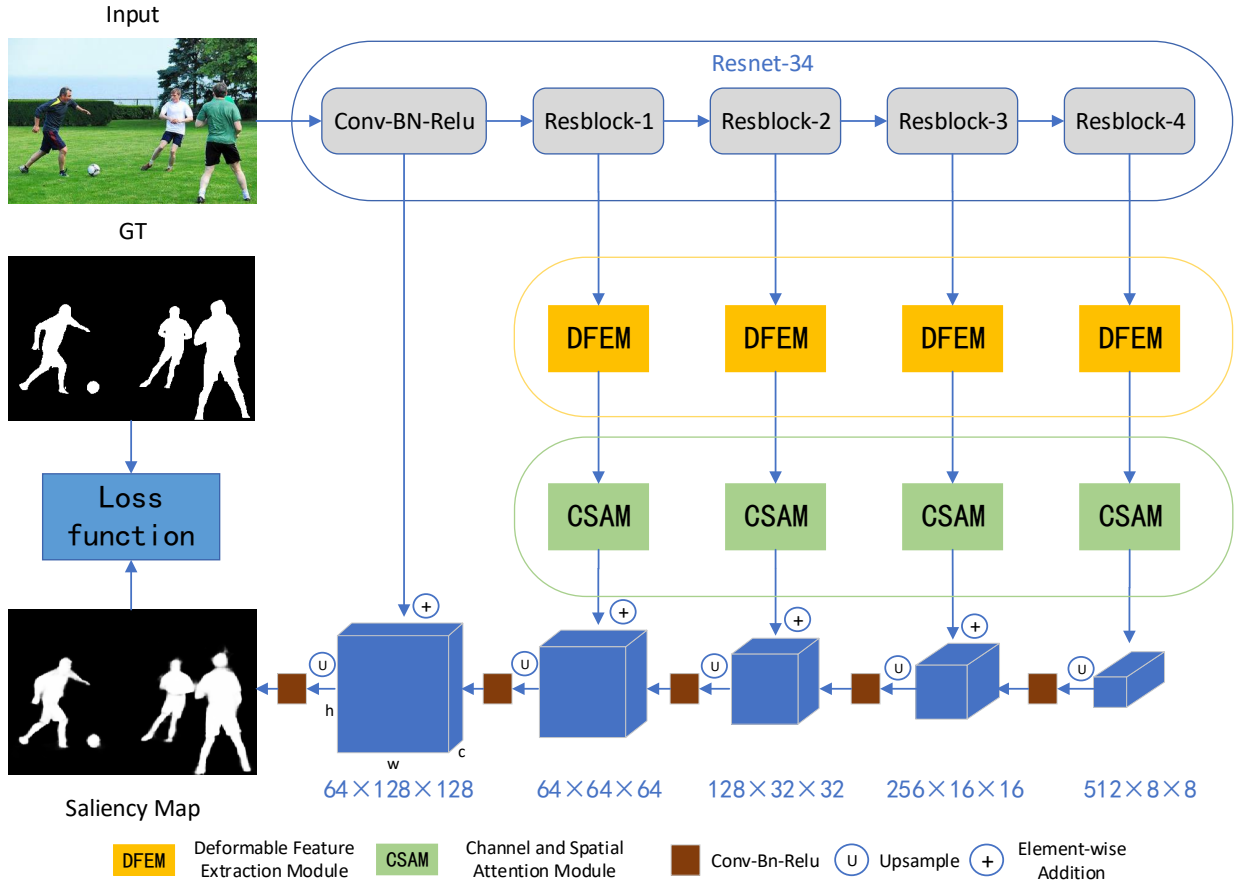 Input
Resnet-34
Conv-BN-Relu
Resblock-1
Resblock-2
Resblock-3
Resblock-4
GT
DFEM
DFEM
DFEM
DFEM
Loss
function
CSAM
CSAM
CSAM
CSAM
+
+
+
+
U
U
U
U
U
h
w
c
64×128×128
64×64×64
128×32×32
256×16×16
512×8×8
Saliency Map
DFEM
Deformable Feature
Extraction Module
CSAM
Channel and Spatial
Attention Module
Conv-Bn-Relu
U
Upsample
+
Element-wise
Addition